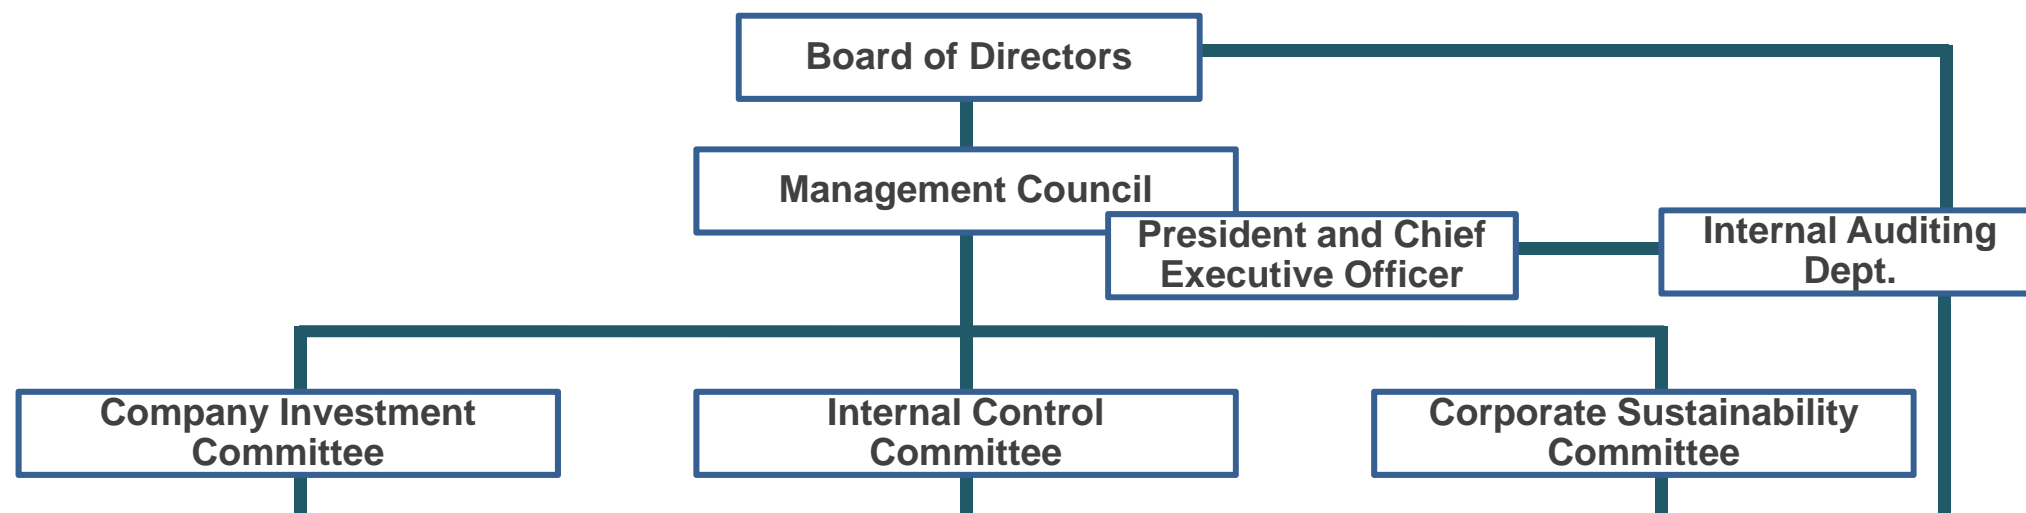 Board of Directors
Management Council
President and Chief
Executive Officer
Internal Auditing
Dept.
Company Investment
Committee
Internal Control
Committee
Corporate Sustainability
Committee